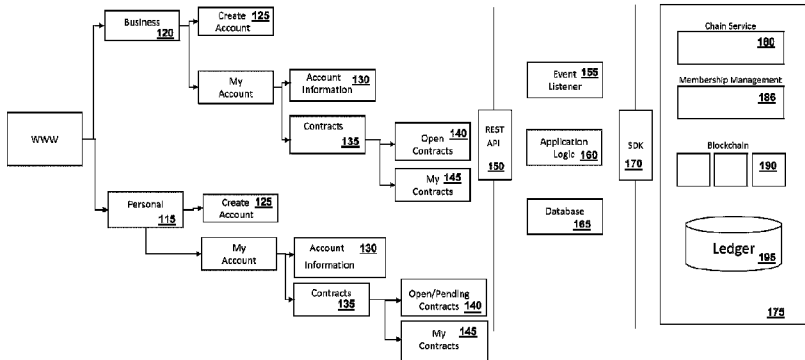 WWW
Business
120
Create 125
Account
My
Account
Account 130
Information
Contracts
135
Open 140
Contracts
My 145
Contracts
Personal
115
Create 125
Account
My
Account
Account 130
Information
Contracts
135
Open/Pending
Contracts 140
My 145
Contracts
REST
API
150
Event 155
Listener
Application
Logic 160
Database
165
SDK
170
Chain Service
180
Membership Management
186
Blockchain
190
Ledger
195
175